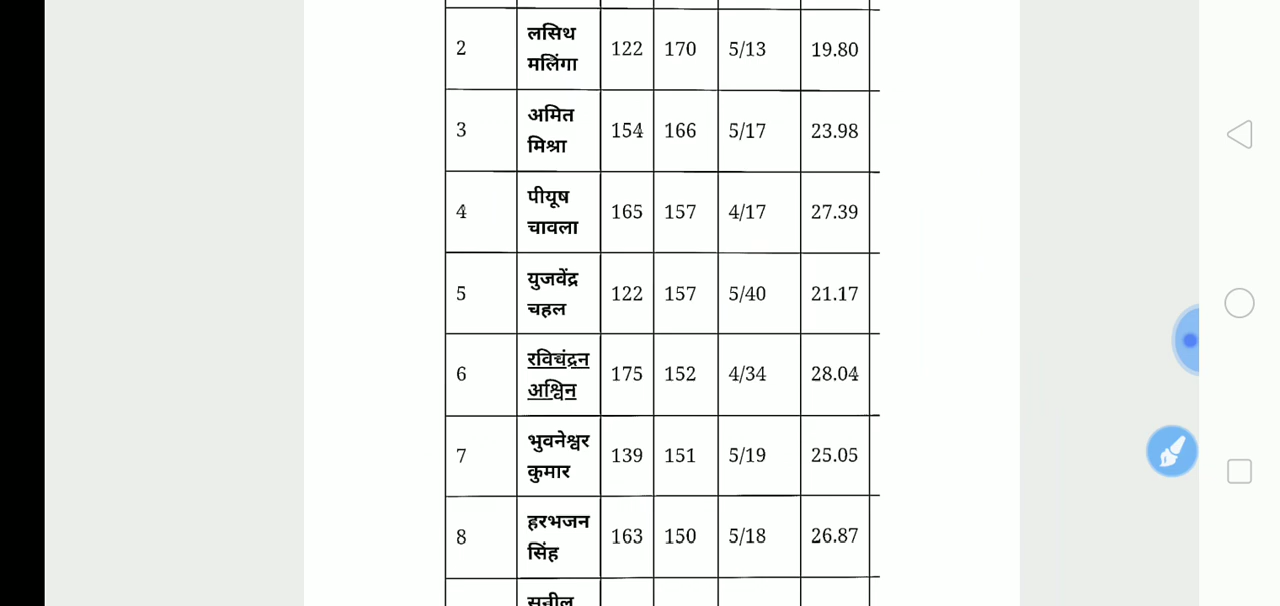 2 लसिथ मलिंगा 122 170 5/13 19.80
3 अमित मिश्रा 154 166 5/17 23.98
4 पीयूष चावला 165 157 4/17 27.39
5 युजवेंद्र चहल 122 157 5/40 21.17
6 रविचंद्रन अश्विन 175 152 4/34 28.04
7 भुवनेश्वर कुमार 139 151 5/19 25.05
8 हरभजन सिंह 163 150 5/18 26.87
सुनील